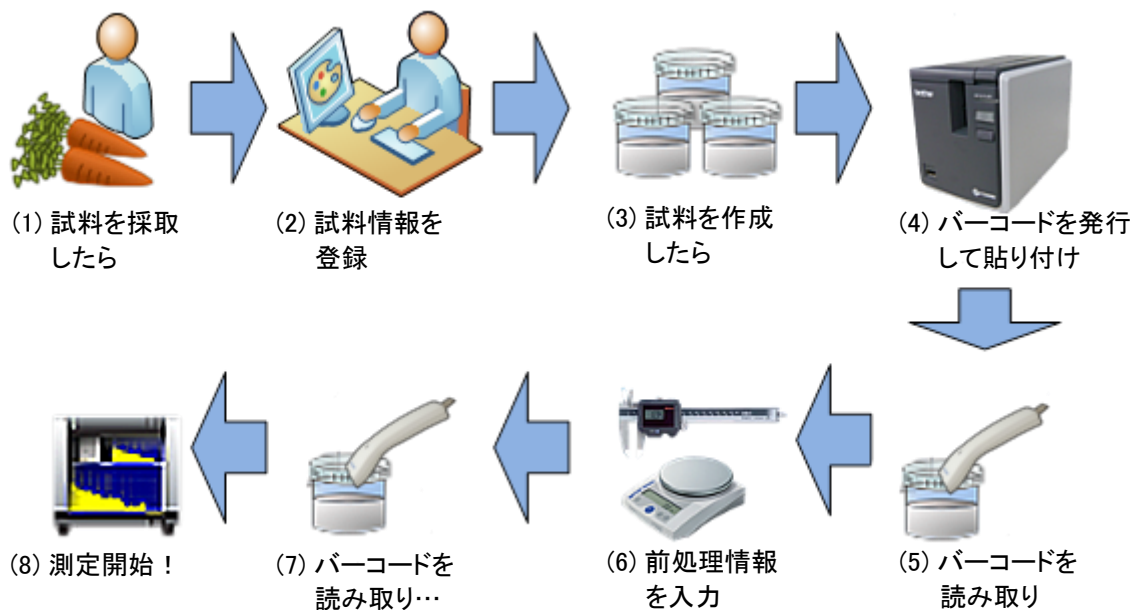 (1) 試料を採取
したら
(2) 試料情報を
登録
(3) 試料を作成
したら
brother
(4) バーコードを発行
して貼り付け
(5) バーコードを
読み取り
(6) 前処理情報
を入力
(7) バーコードを
読み取り…
(8) 測定開始！